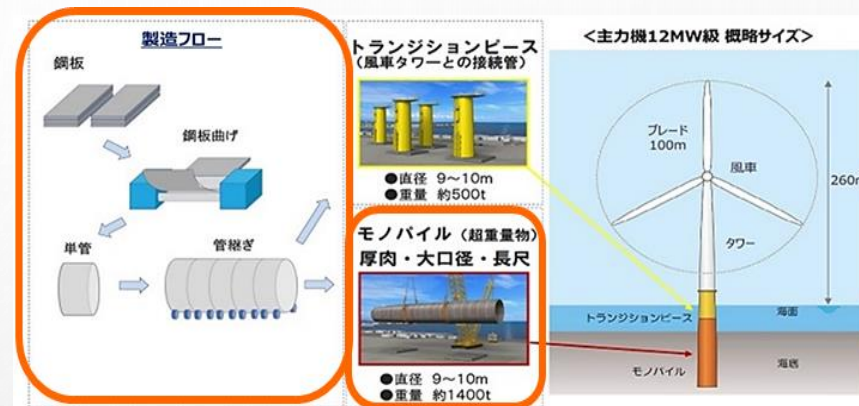 製造フロー
鋼板
鋼板曲げ
単管
管継ぎ
トランジションピース
(風車タワーとの接続管)
●直径 9～10m
●重量 約500t
モノパイル(超重量物)
厚肉・大口径・長尺
●直径 9～10m
●重量 約1400t
<主力機12MW級 概略サイズ>
ブレード
100m
風車
260m
タワー
トランジションピース
海面
モノパイル
海底